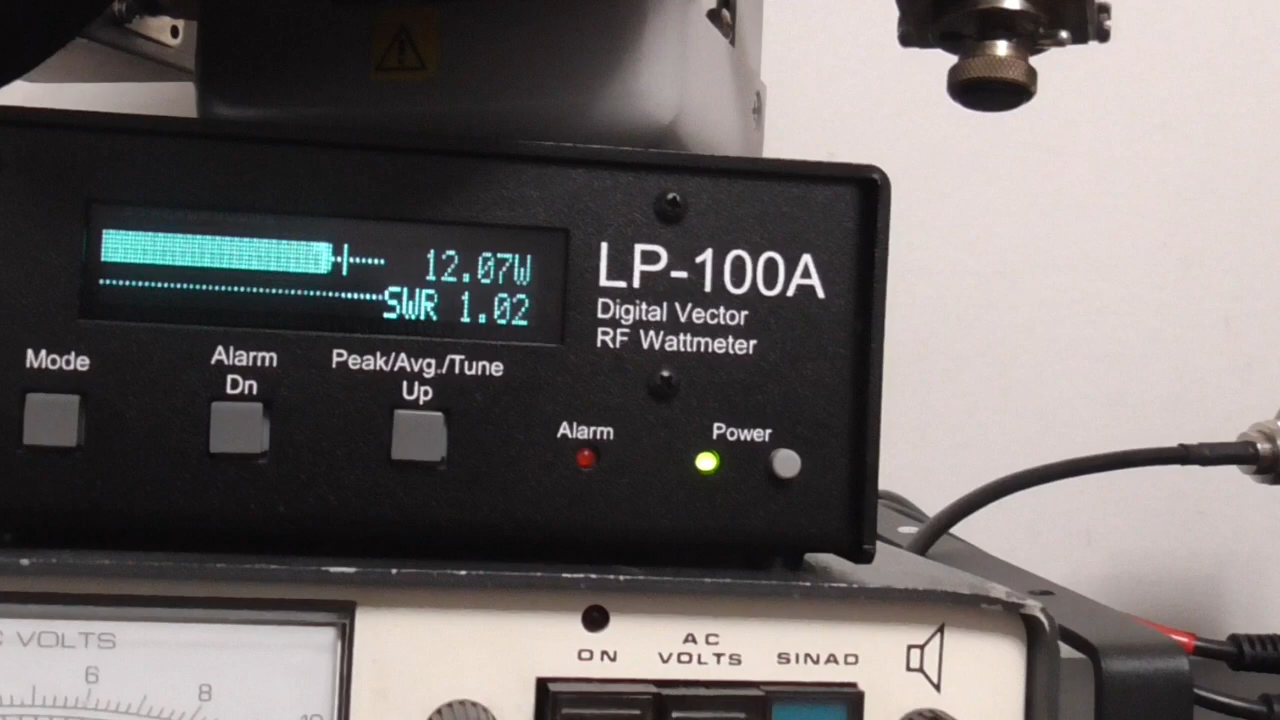 12.07W
SWR 1.02
LP-100A
Digital Vector
RF Wattmeter
Mode
Alarm
Dn
Peak/Avg./Tune
Up
Alarm
Power
VOLTS
6
8
10
ON
AC
VOLTS
SINAD